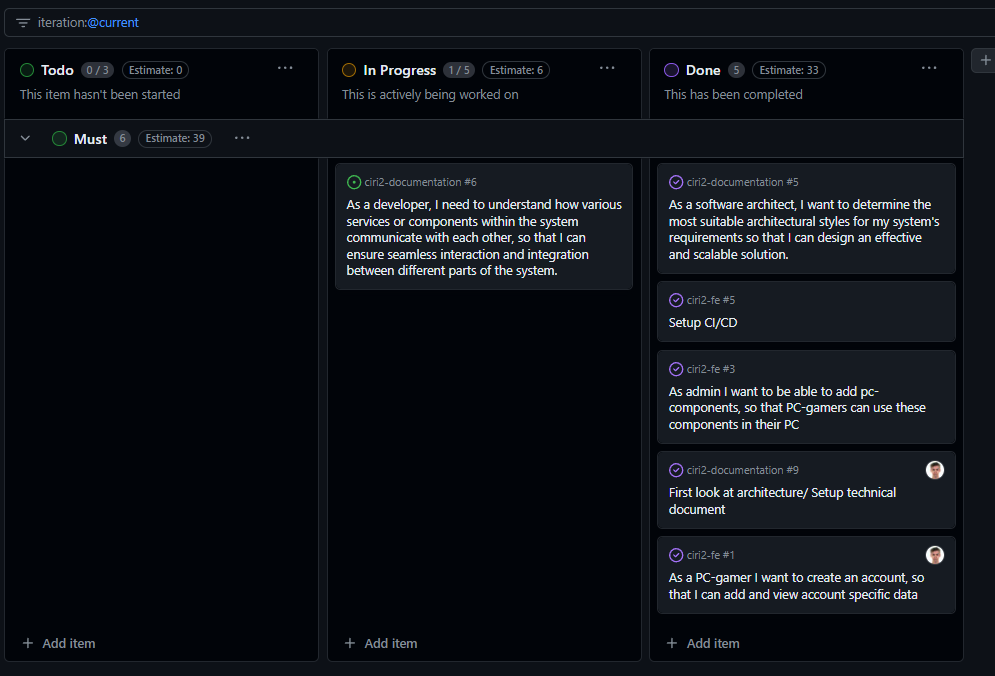 iteration:@current
Todo 0 / 3 Estimate: 0 ...
This item hasn't been started
In Progress 1 / 5 Estimate: 6 ...
This is actively being worked on
Done 5 Estimate: 33 ...
This has been completed
+
Must 6 Estimate: 39 ...
ciri2-documentation #6
As a developer, I need to understand how various
services or components within the system
communicate with each other, so that I can
ensure seamless interaction and integration
between different parts of the system.
ciri2-documentation #5
As a software architect, I want to determine the
most suitable architectural styles for my system's
requirements so that I can design an effective
and scalable solution.
ciri2-fe #5
Setup CI/CD
ciri2-fe #3
As admin I want to be able to add pc-
components, so that PC-gamers can use these
components in their PC
ciri2-documentation #9
First look at architecture/ Setup technical
document
ciri2-fe #1
As a PC-gamer I want to create an account, so
that I can add and view account specific data
+ Add item
+ Add item
+ Add item